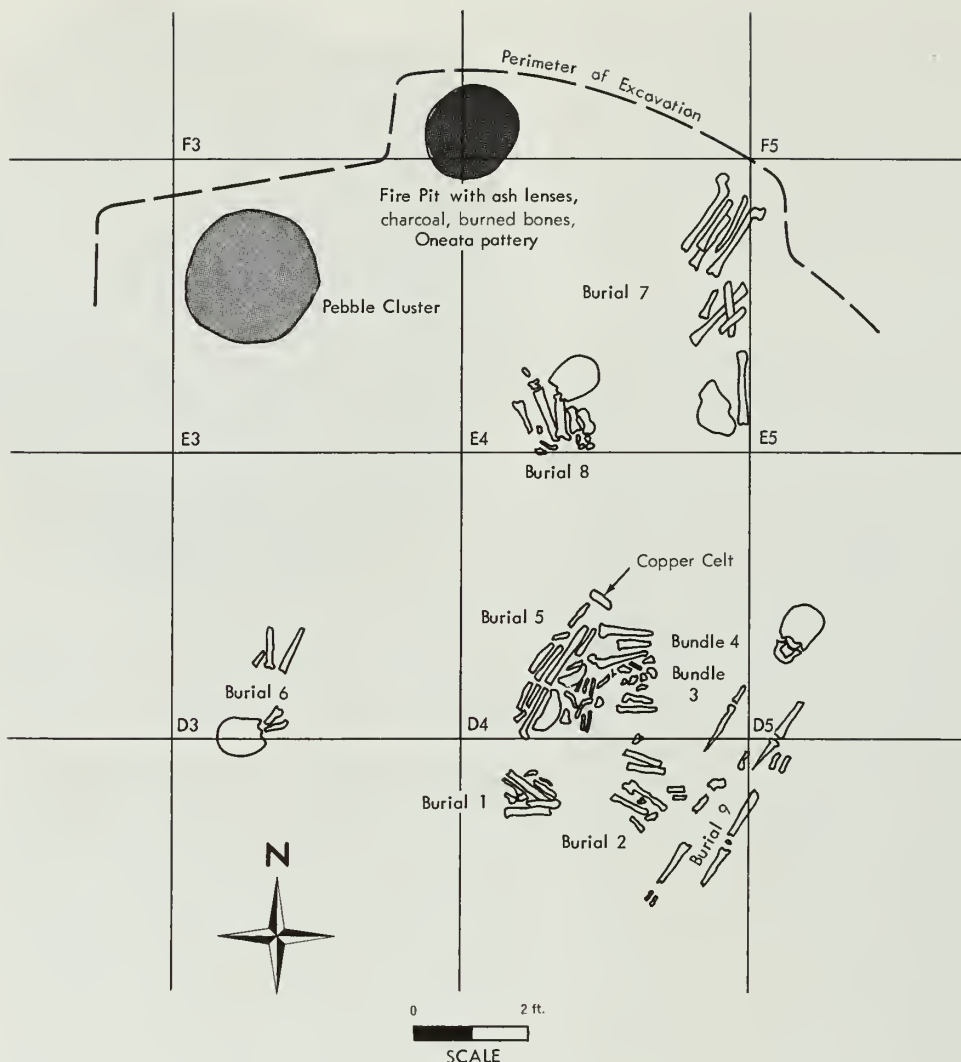 Perimeter of Excavation
F3
F5
Fire Pit with ash lenses,
charcoal, burned bones,
Oneata pattery
Pebble Cluster
Burial 7
E3
E4
E5
Burial 8
Copper Celt
Burial 5
Bundle 4
Bundle
3
Burial 6
D3
D4
D5
Burial 1
Burial 2
Burial 9
N
0 2 ft.
SCALE